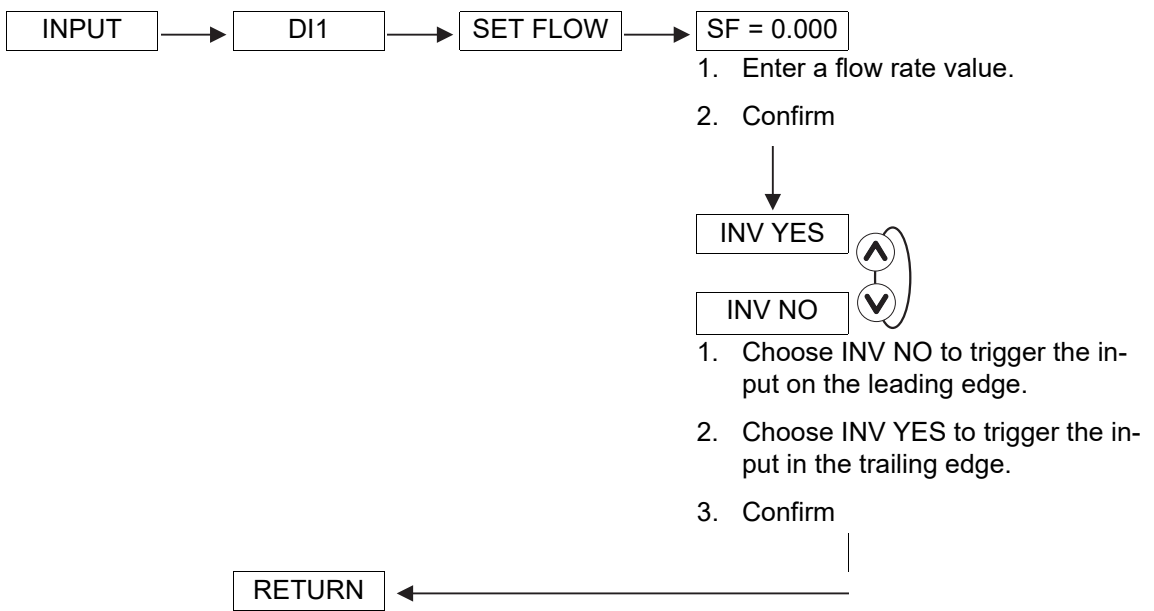 INPUT DI1 SET FLOW SF = 0.000
1. Enter a flow rate value.
2. Confirm
INV YES
INV NO
1. Choose INV NO to trigger the in-
put on the leading edge.
2. Choose INV YES to trigger the in-
put in the trailing edge.
3. Confirm
RETURN